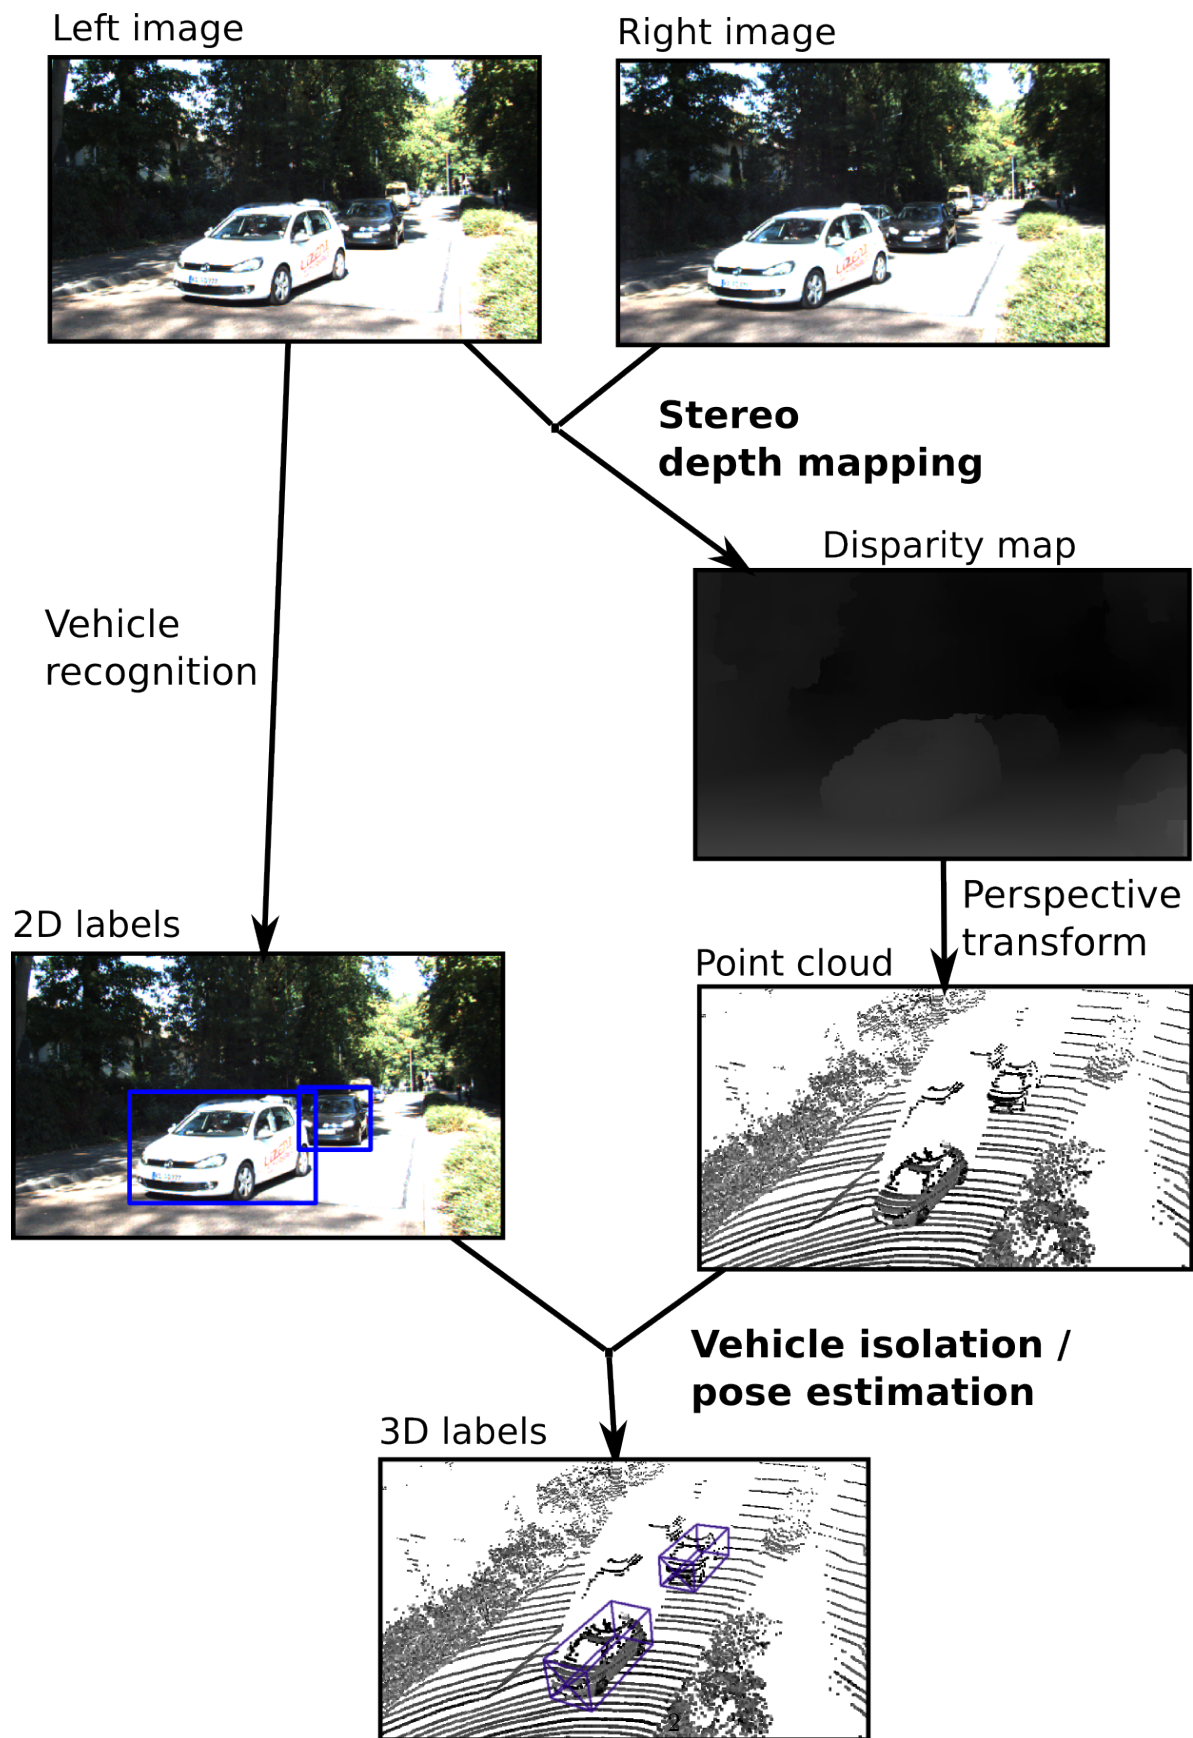 Left image
Right image
Stereo
depth mapping
Disparity map
Vehicle
recognition
Perspective
transform
2D labels
Point cloud
Vehicle isolation /
pose estimation
3D labels
2